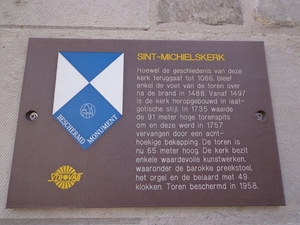 SINT-MICHIELSKERK
Hoewel de geschiedenis van deze
kerk teruggaat tot 1066, bleef
enkel de voet van de toren over
na de brand in 1488. Vanaf 1497
is de kerk heropgebouwd in laat-
gotische stijl. In 1735 waaide
de 91 meter hoge torenspits
om en deze werd in 1757
vervangen door een acht-
hoekige bekapping. De toren is
nu 65 meter hoog. De kerk bezit
enkele waardevolle kunstwerken,
waaronder de barokke preekstoel,
het orgel en de beiaard met 49
klokken. Toren beschermd in 1958.
BESCHERMD MONUMENT